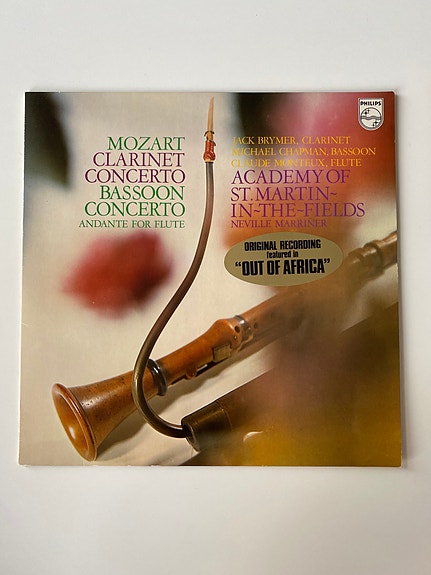 PHILIPS
MOZART
CLARINET
CONCERTO
BASSOON
CONCERTO
ANDANTE FOR FLUTE
JACK BRYMER, CLARINET
MICHAEL CHAPMAN, BASSOON
CLAUDE MONTEUX, FLUTE
ACADEMY OF
ST. MARTIN~
IN~THE~FIELDS
NEVILLE MARRINER
ORIGINAL RECORDING
featured in
"OUT OF AFRICA"